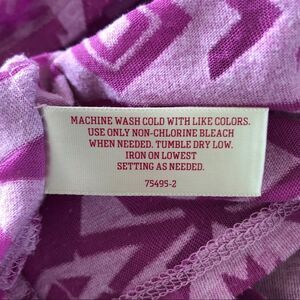 MACHINE WASH COLD WITH LIKE COLORS.
USE ONLY NON-CHLORINE BLEACH
WHEN NEEDED. TUMBLE DRY LOW.
IRON ON LOWEST
SETTING AS NEEDED.
75495-2